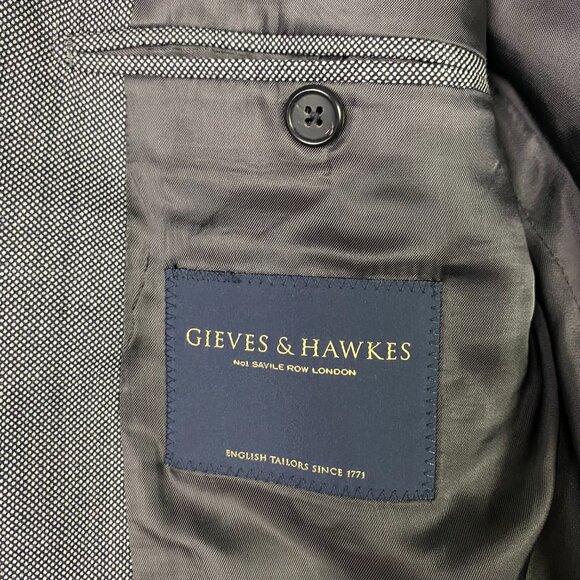 GIEVES & HAWKES
No1 SAVILE ROW LONDON
ENGLISH TAILORS SINCE 1771